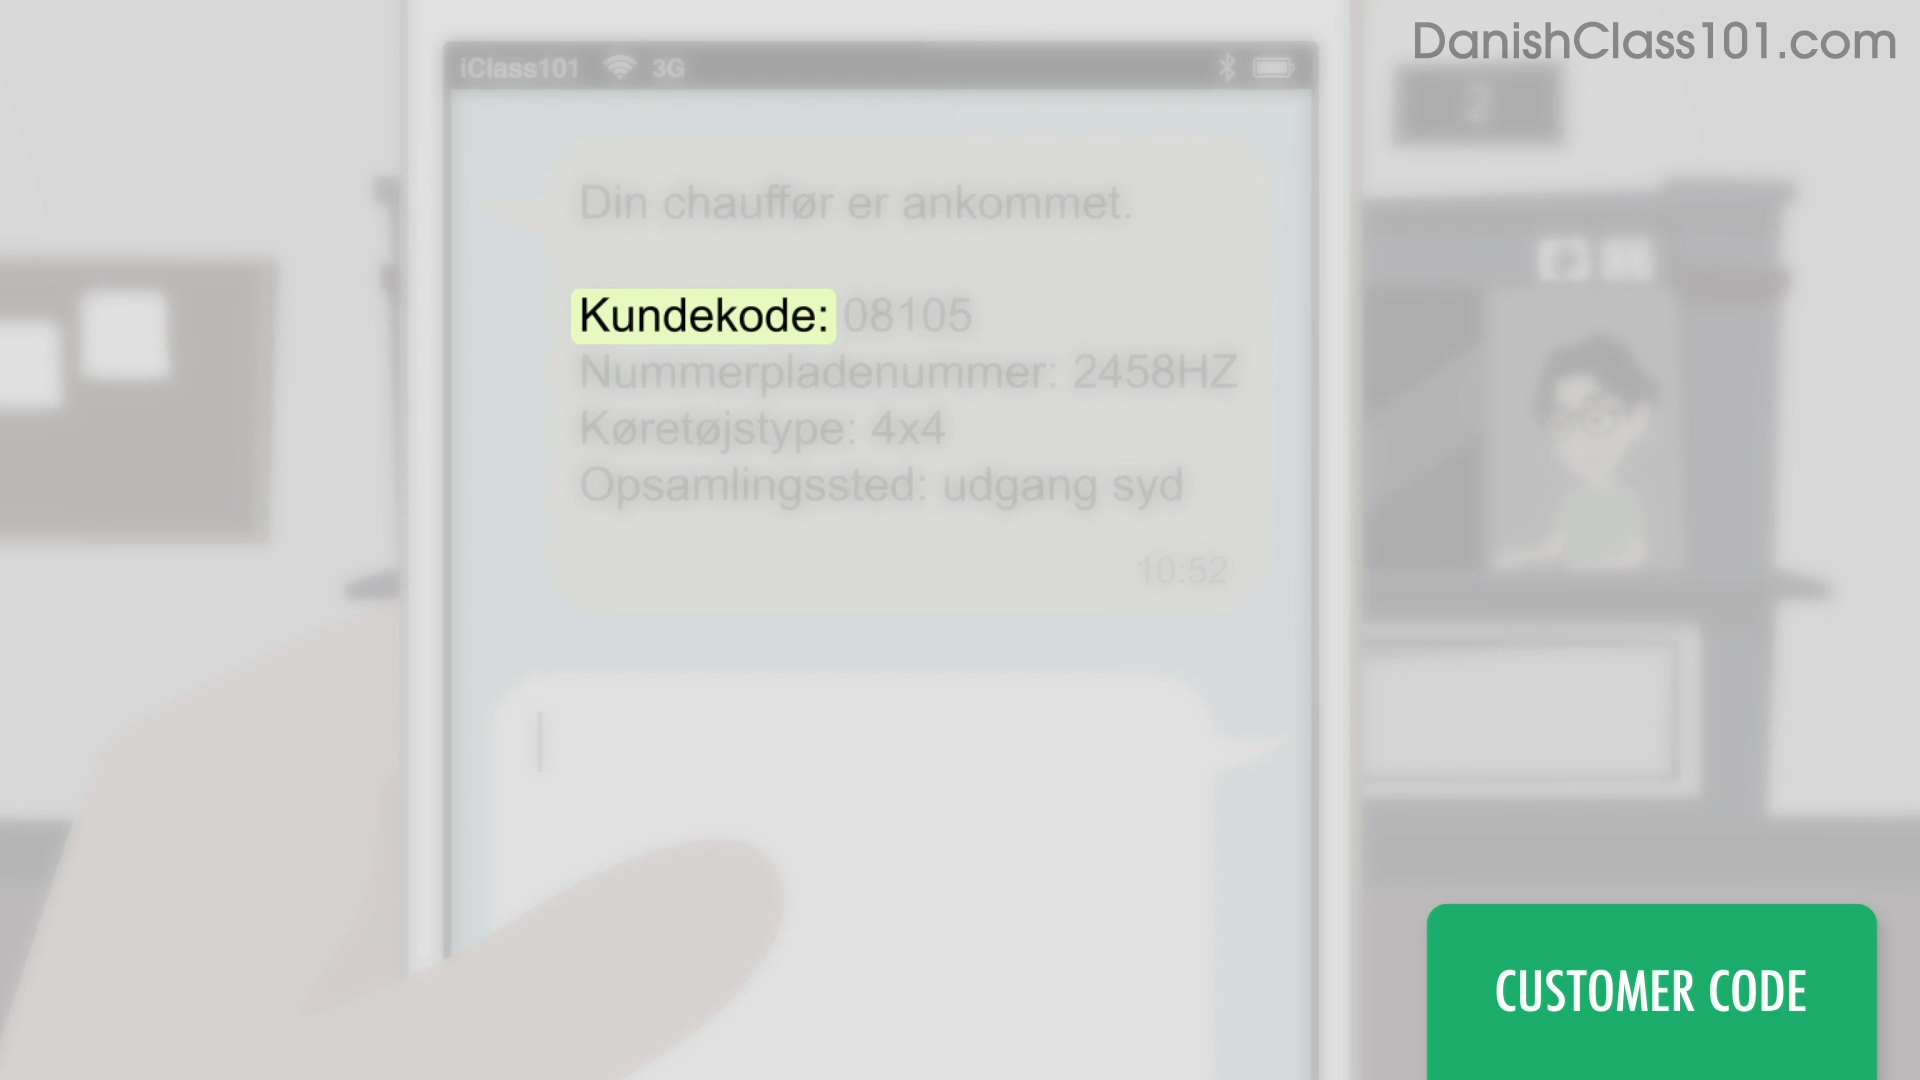 DanishClass101.com
iClass101 3G
2
Din chauffør er ankommet.
Kundekode: 08105
Nummerpladenummer: 2458HZ
Køretøjstype: 4x4
Opsamlingssted: udgang syd
10:52
CUSTOMER CODE